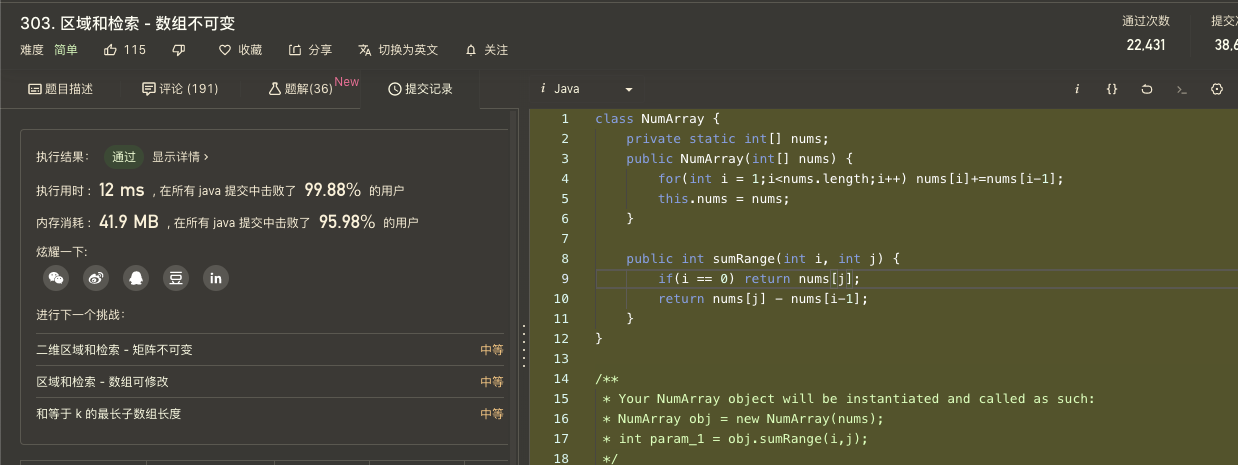 303. 区域和检索 - 数组不可变
难度 简单 115 收藏 分享 切换为英文 关注
通过次数 提交
22,431 38,6
题目描述 评论 (191) 题解(36) New 提交记录
i Java
i {} >_
执行结果： 通过 显示详情 ›
执行用时 : 12 ms , 在所有 java 提交中击败了 99.88% 的用户
内存消耗 : 41.9 MB , 在所有 java 提交中击败了 95.98% 的用户
炫耀一下:
豆 in
进行下一个挑战：
二维区域和检索 - 矩阵不可变 中等
区域和检索 - 数组可修改 中等
和等于 k 的最长子数组长度 中等
1 class NumArray {
2 private static int[] nums;
3 public NumArray(int[] nums) {
4 for(int i = 1;i<nums.length;i++) nums[i]+=nums[i-1];
5 this.nums = nums;
6 }
7
8 public int sumRange(int i, int j) {
9 if(i == 0) return nums[j];
10 return nums[j] - nums[i-1];
11 }
12 }
13
14 /**
15 * Your NumArray object will be instantiated and called as such:
16 * NumArray obj = new NumArray(nums);
17 * int param_1 = obj.sumRange(i,j);
18 */